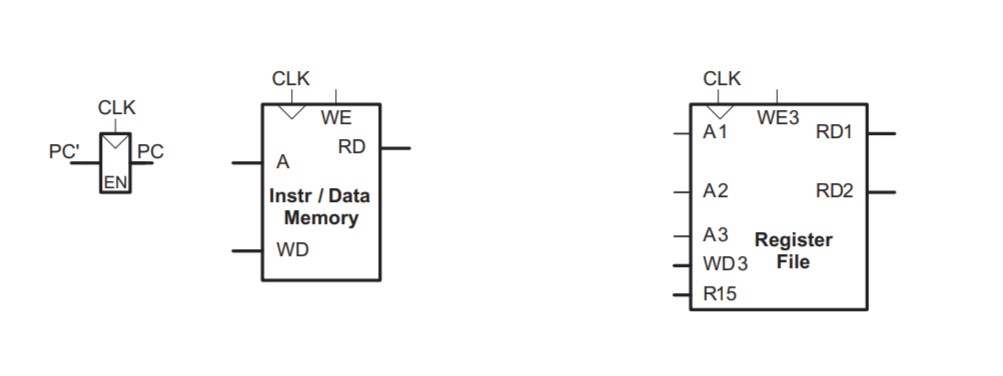 CLK
PC'
PC
EN
CLK
WE
RD
A
Instr / Data
Memory
WD
CLK
WE3
A1
RD1
A2
RD2
A3
Register
File
WD3
R15